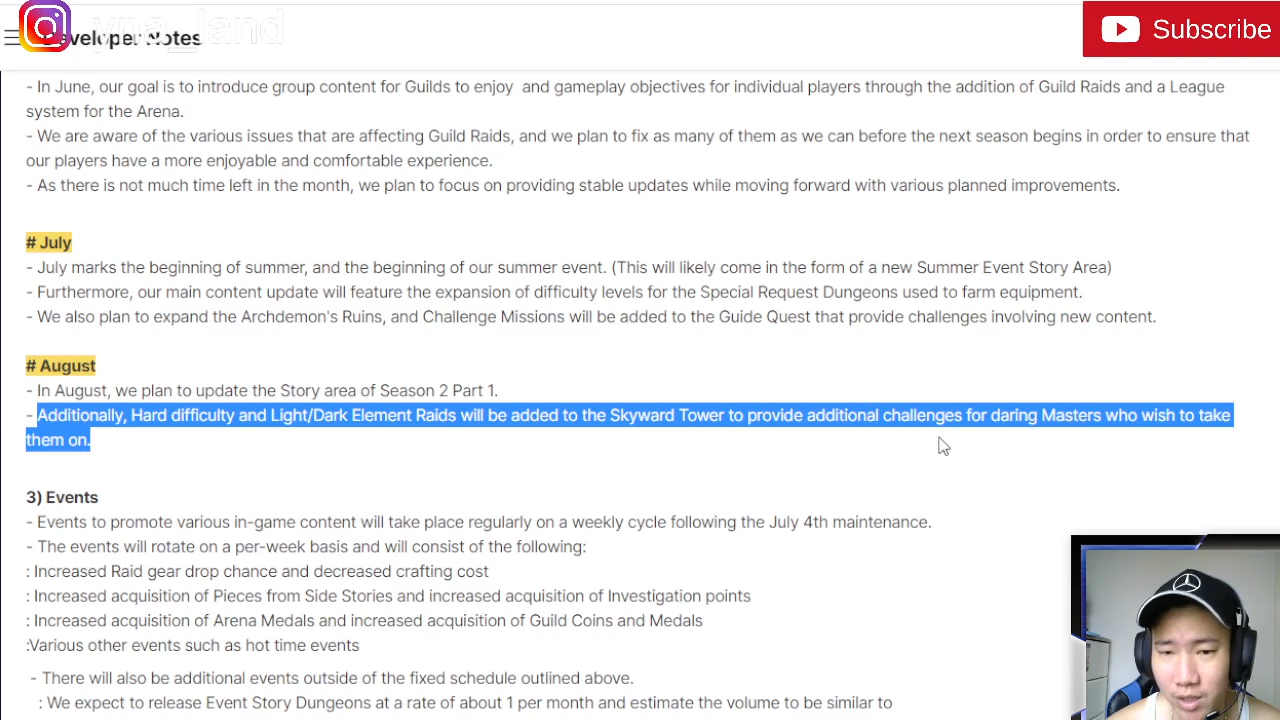 yna_land
Developer Notes
Subscribe
- In June, our goal is to introduce group content for Guilds to enjoy and gameplay objectives for individual players through the addition of Guild Raids and a League
system for the Arena.
- We are aware of the various issues that are affecting Guild Raids, and we plan to fix as many of them as we can before the next season begins in order to ensure that
our players have a more enjoyable and comfortable experience.
- As there is not much time left in the month, we plan to focus on providing stable updates while moving forward with various planned improvements.
# July
- July marks the beginning of summer, and the beginning of our summer event. (This will likely come in the form of a new Summer Event Story Area)
- Furthermore, our main content update will feature the expansion of difficulty levels for the Special Request Dungeons used to farm equipment.
- We also plan to expand the Archdemon's Ruins, and Challenge Missions will be added to the Guide Quest that provide challenges involving new content.
# August
- In August, we plan to update the Story area of Season 2 Part 1.
- Additionally, Hard difficulty and Light/Dark Element Raids will be added to the Skyward Tower to provide additional challenges for daring Masters who wish to take
them on.
3) Events
- Events to promote various in-game content will take place regularly on a weekly cycle following the July 4th maintenance.
- The events will rotate on a per-week basis and will consist of the following:
: Increased Raid gear drop chance and decreased crafting cost
: Increased acquisition of Pieces from Side Stories and increased acquisition of Investigation points
: Increased acquisition of Arena Medals and increased acquisition of Guild Coins and Medals
:Various other events such as hot time events
- There will also be additional events outside of the fixed schedule outlined above.
: We expect to release Event Story Dungeons at a rate of about 1 per month and estimate the volume to be similar to